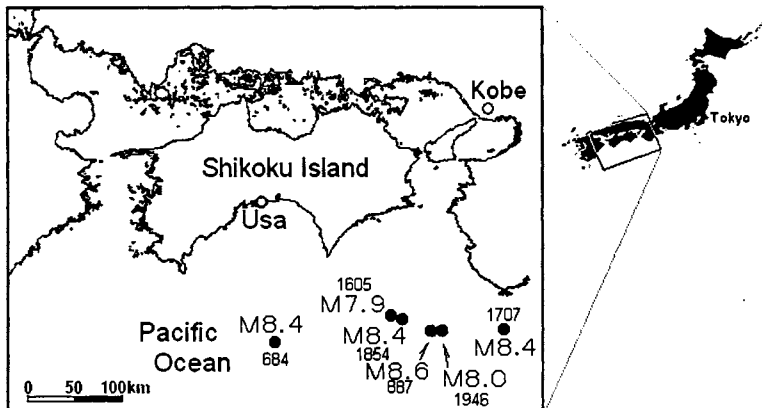 Kobe
Tokyo
Shikoku Island
Usa
1605
M7.9
1707
M8.4
Pacific
Ocean
M8.4
684
M8.4
1854
M8.6
887
M8.0
1946
0 50 100km